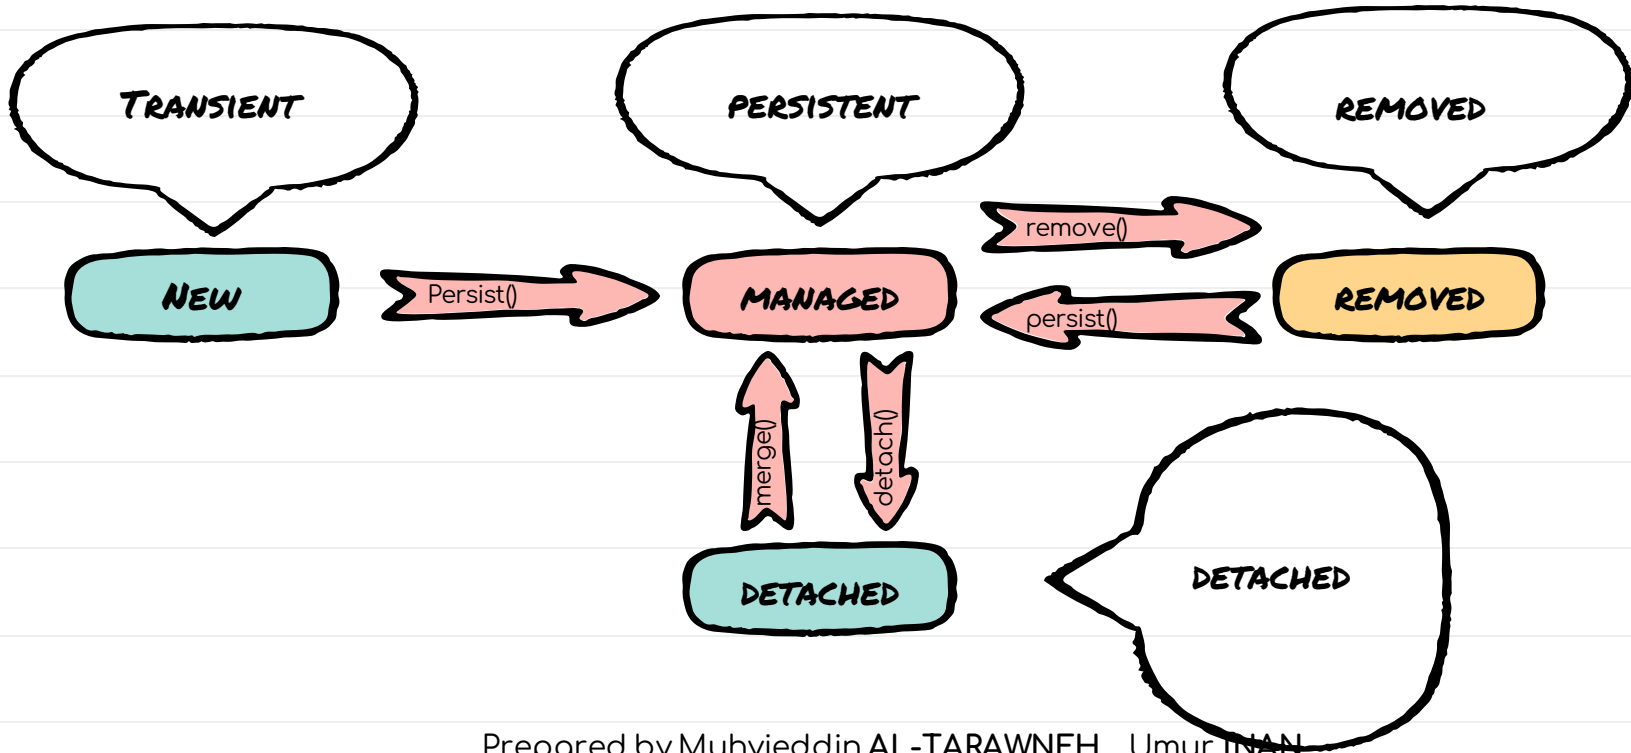 TRANSIENT
PERSISTENT
REMOVED
remove()
NEW
Persist()
MANAGED
persist()
REMOVED
merge()
detach()
DETACHED
DETACHED
Prepared by Muhyieddin AL-TARAWNEH Umur INAN